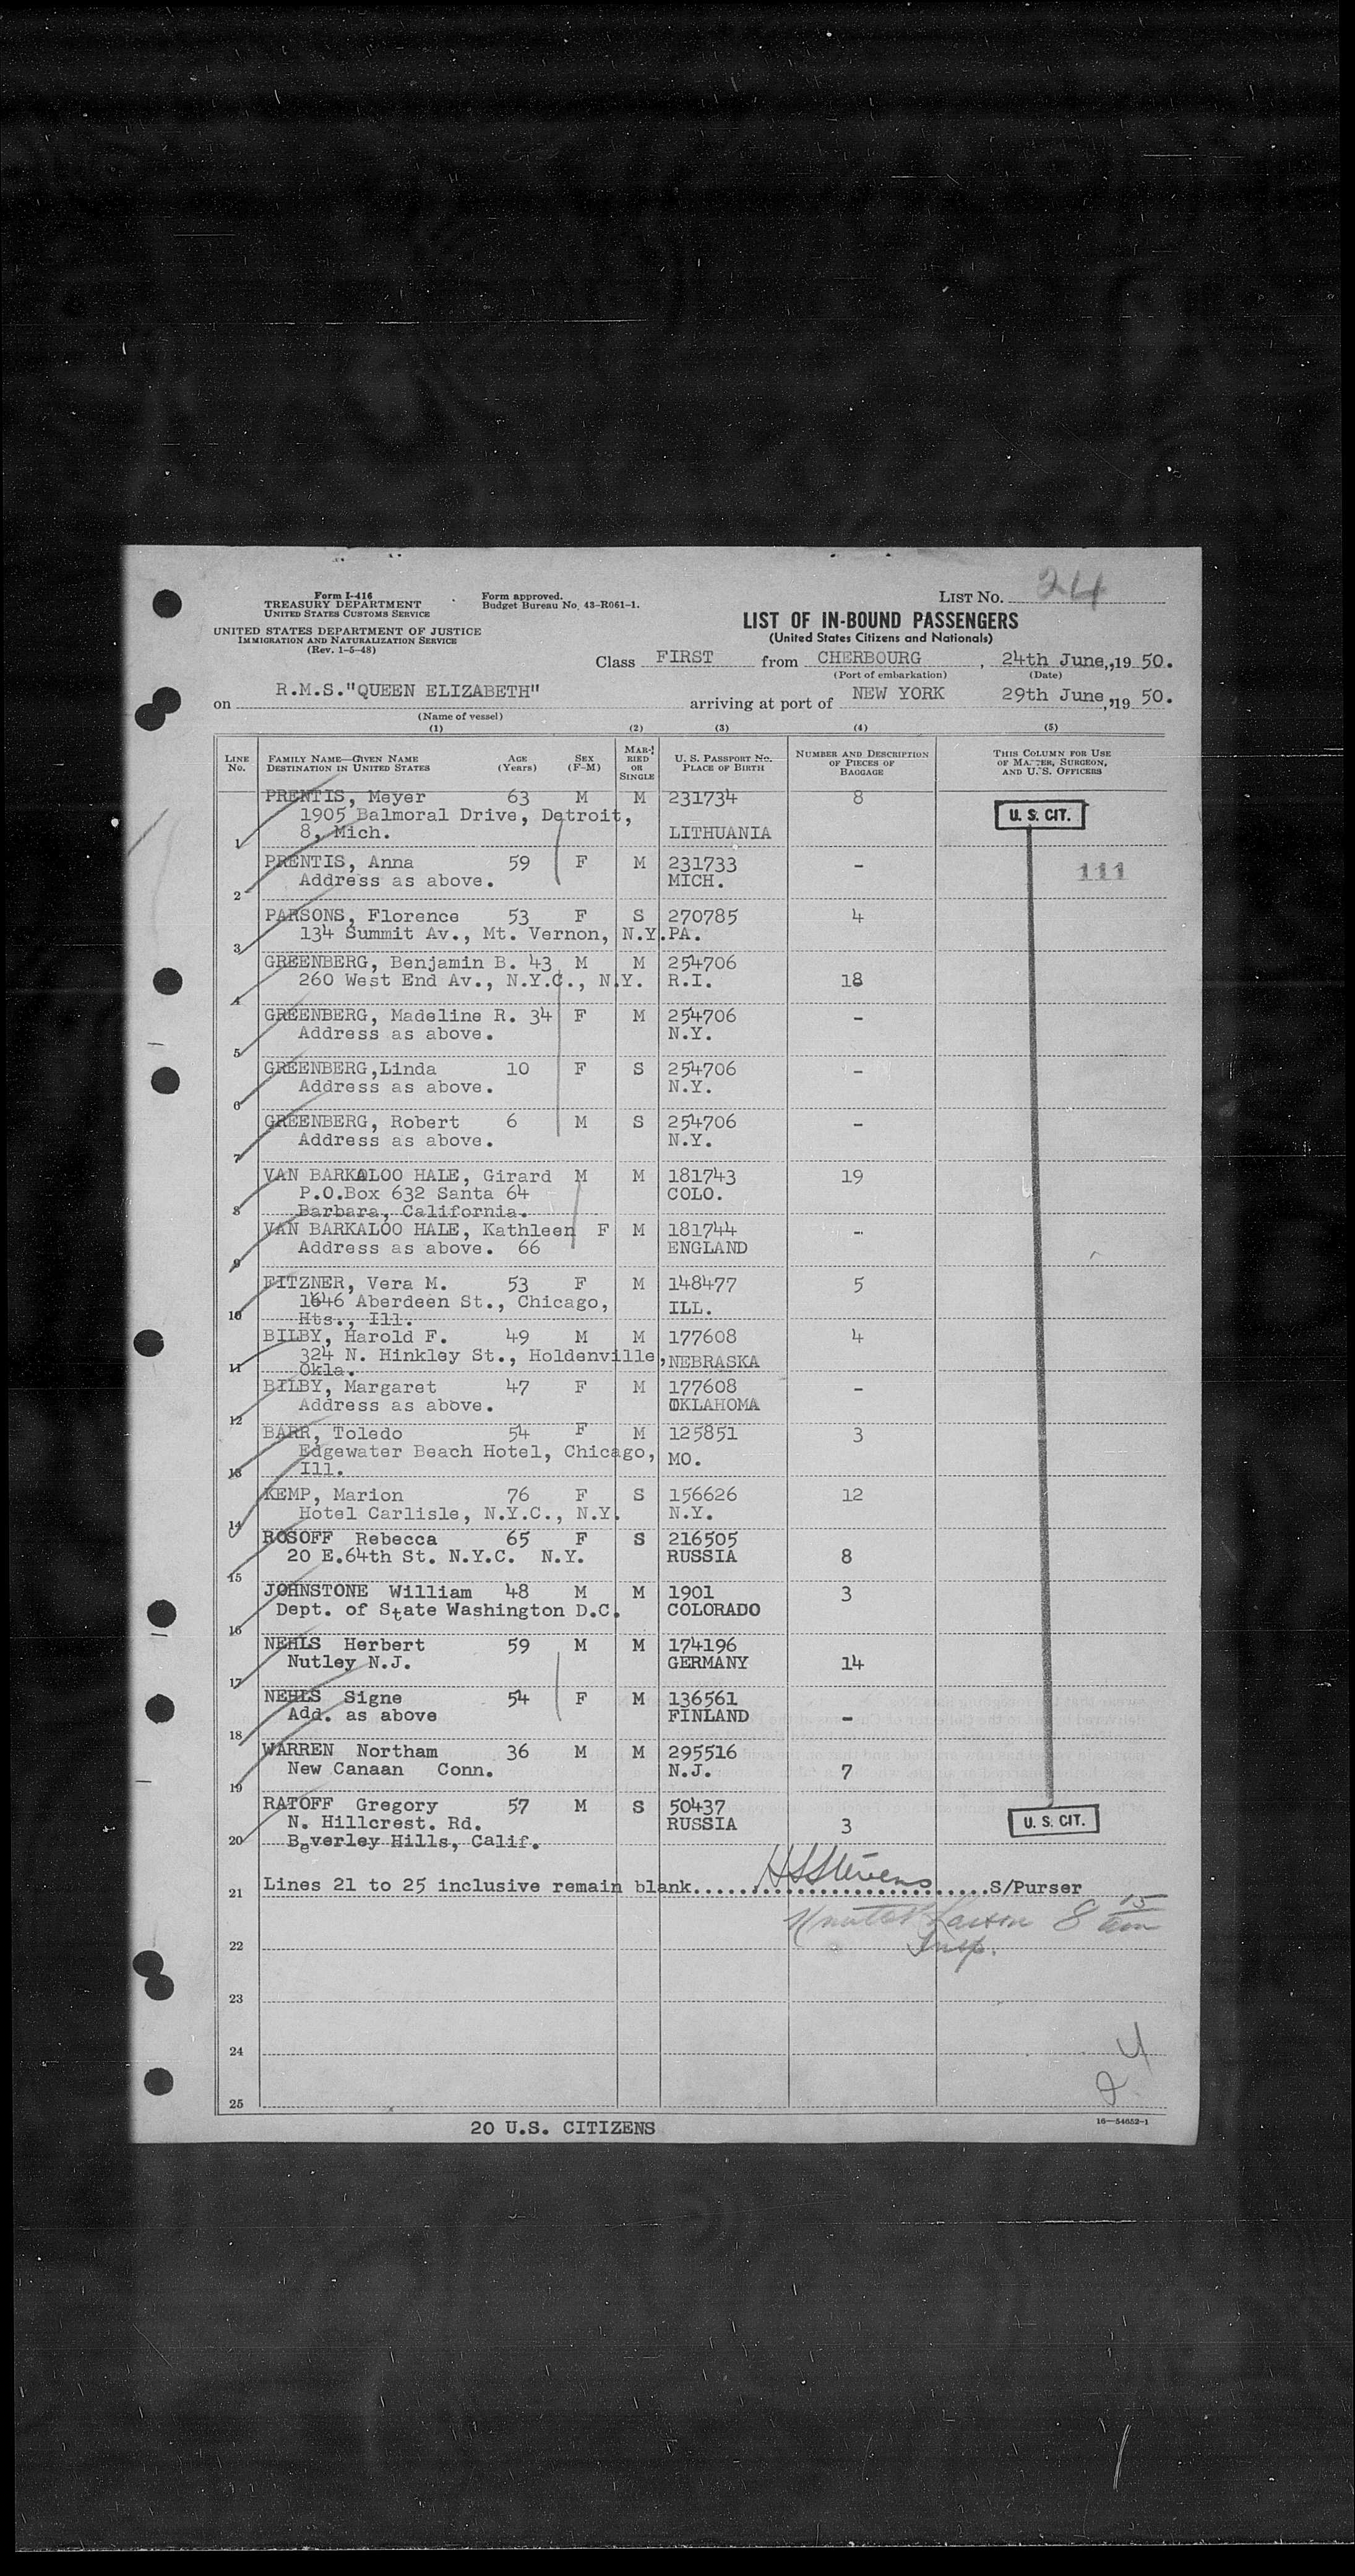 Form I-416
TREASURY DEPARTMENT
UNITED STATES CUSTOMS SERVICE
Form approved.
Budget Bureau No. 43-R061-1.
LIST NO. 24
UNITED STATES DEPARTMENT OF JUSTICE
IMMIGRATION AND NATURALIZATION SERVICE
(Rev. 1-5-48)
LIST OF IN-BOUND PASSENGERS
(United States Citizens and Nationals)
Class FIRST from CHERBOURG, 24th June,,19 50.
(Port of embarkation) (Date)
on R.M.S."QUEEN ELIZABETH" arriving at port of NEW YORK 29th June,,19 50.
(Name of vessel)
(1) (2) (3) (4) (5)
LINE No. FAMILY NAME—GIVEN NAME DESTINATION IN UNITED STATES AGE (Years) SEX (F-M) MARRIED OR SINGLE U. S. PASSPORT No. PLACE OF BIRTH NUMBER AND DESCRIPTION OF PIECES OF BAGGAGE THIS COLUMN FOR USE OF MASTER, SURGEON, AND U. S. OFFICERS
PRENTIS, Meyer 63 M M 231734 8
1905 Balmoral Drive, Detroit, U. S. CIT.
1 8, Mich. LITHUANIA
PRENTIS, Anna 59 F M 231733 - 111
2 Address as above. MICH.
PARSONS, Florence 53 F S 270785 4
3 134 Summit Av., Mt. Vernon, N.Y. PA.
GREENBERG, Benjamin B. 43 M M 254706
4 260 West End Av., N.Y.C., N.Y. R.I. 18
GREENBERG, Madeline R. 34 F M 254706 -
5 Address as above. N.Y.
GREENBERG,Linda 10 F S 254706 -
6 Address as above. N.Y.
GREENBERG, Robert 6 M S 254706 -
7 Address as above. N.Y.
VAN BARKALOO HALE, Girard M M 181743 19
P.O.Box 632 Santa 64 COLO.
8 Barbara, California.
VAN BARKALOO HALE, Kathleen F M 181744 -
9 Address as above. 66 ENGLAND
FITZNER, Vera M. 53 F M 148477 5
1646 Aberdeen St., Chicago, ILL.
10 Hts., Ill.
BILBY, Harold F. 49 M M 177608 4
324 N. Hinkley St., Holdenville, NEBRASKA
11 Okla.
BILBY, Margaret 47 F M 177608 -
12 Address as above. OKLAHOMA
BARR, Toledo 54 F M 125851 3
Edgewater Beach Hotel, Chicago, MO.
13 Ill.
KEMP, Marion 76 F S 156626 12
14 Hotel Carlisle, N.Y.C., N.Y. N.Y.
ROSOFF Rebecca 65 F S 216505
15 20 E.64th St. N.Y.C. N.Y. RUSSIA 8
JOHNSTONE William 48 M M 1901 3
16 Dept. of State Washington D.C. COLORADO
NEHLS Herbert 59 M M 174196
17 Nutley N.J. GERMANY 14
NEHLS Signe 54 F M 136561
18 Add. as above FINLAND -
WARREN Northam 36 M M 295516
19 New Canaan Conn. N.J. 7
RATOFF Gregory 57 M S 50437
N. Hillcrest. Rd. RUSSIA 3 U. S. CIT.
20 Beverley Hills, Calif.
21 Lines 21 to 25 inclusive remain blank.......HSStevens......S/Purser
Larson 8 15 am
22 Insp.
23
24
24
25
20 U.S. CITIZENS
16—54652-1